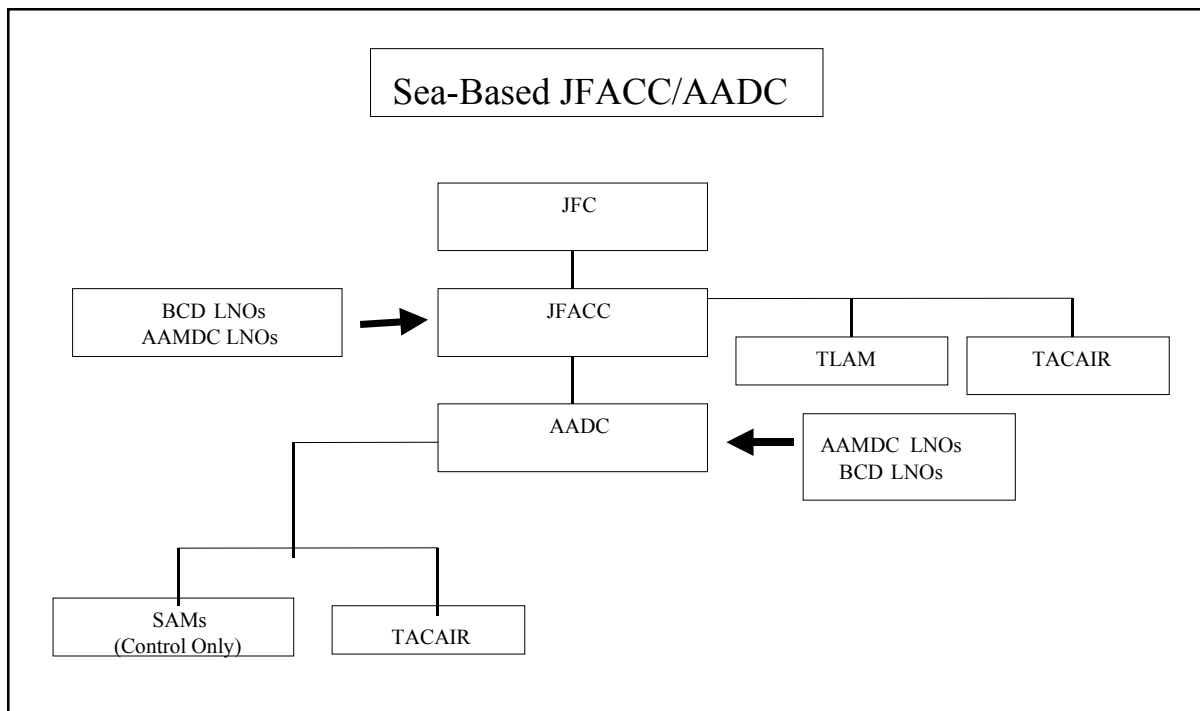 Sea-Based JFACC/AADC
JFC
BCD LNOs
AAMDC LNOs
JFACC
TLAM
TACAIR
AADC
AAMDC LNOs
BCD LNOs
SAMs
(Control Only)
TACAIR